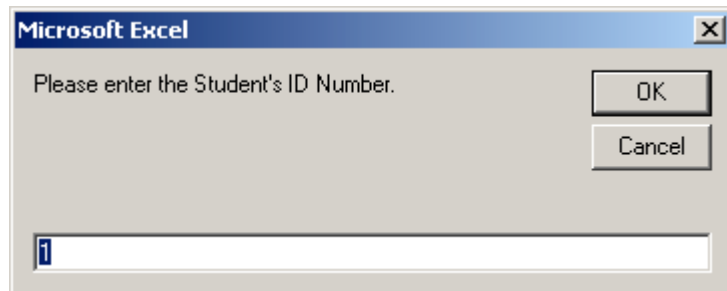 Microsoft Excel
Please enter the Student's ID Number.
OK
Cancel
1